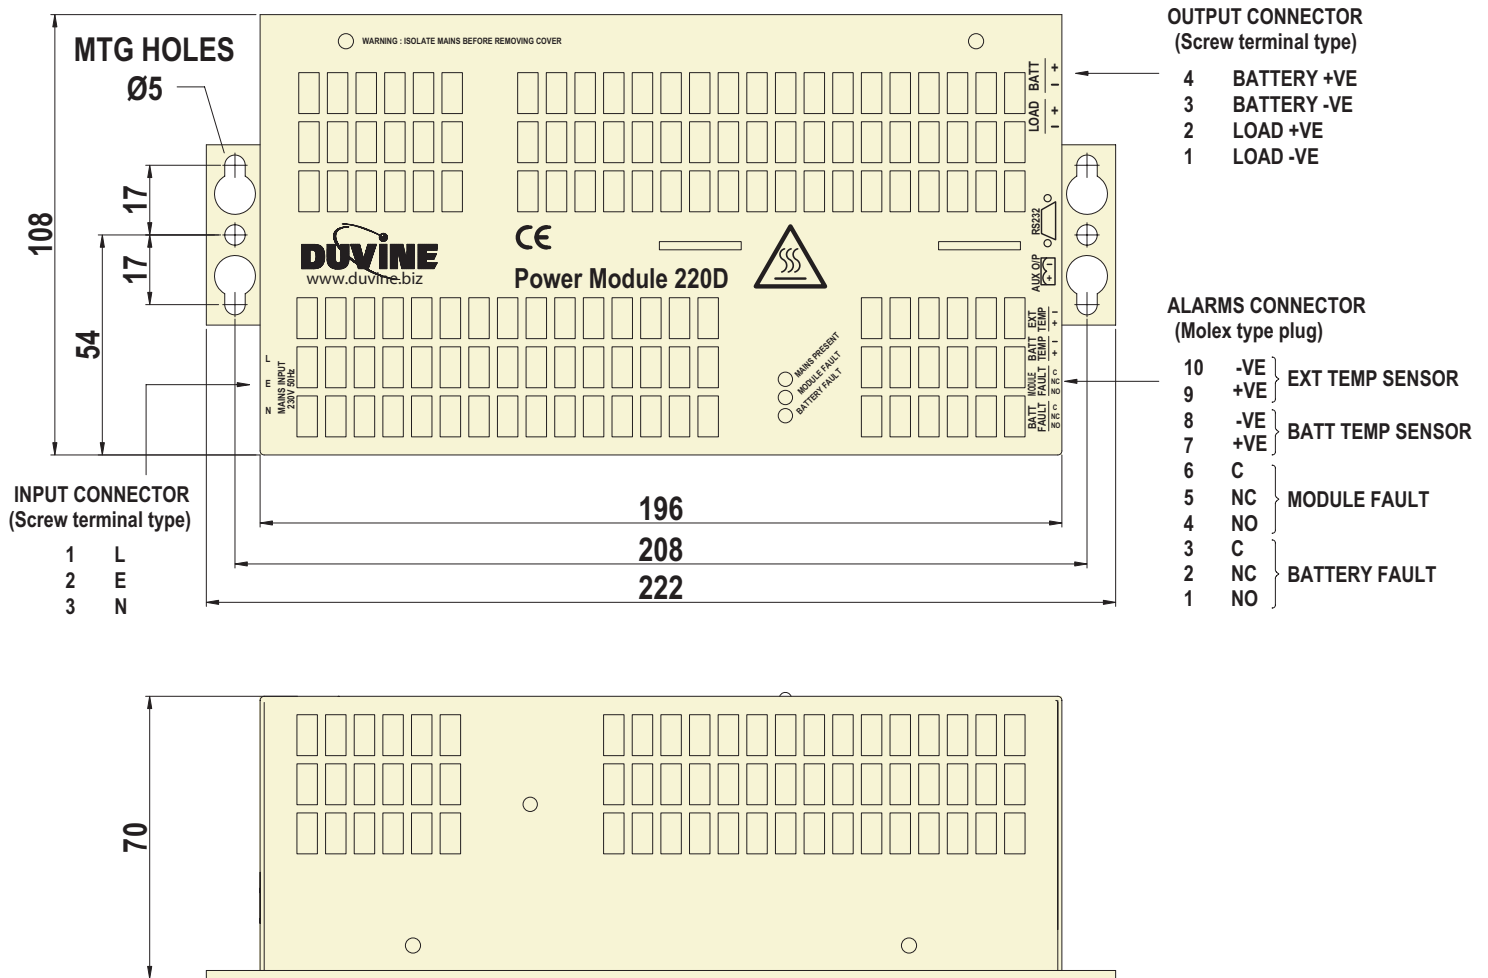 OUTPUT CONNECTOR
(Screw terminal type)
4 BATTERY +VE
3 BATTERY -VE
2 LOAD +VE
1 LOAD -VE
MTG HOLES
Ø5
WARNING : ISOLATE MAINS BEFORE REMOVING COVER
BATT + -
LOAD + -
17
17
108
54
RS232
AUX O/P - +
DUVINE
www.duvine.biz
CE
Power Module 220D
EXT TEMP - +
BATT TEMP - +
MODULE FAULT C NC NO
BATT FAULT C NC NO
MAINS PRESENT
MODULE FAULT
BATTERY FAULT
L
E
N
MAINS INPUT
230V 50Hz
ALARMS CONNECTOR
(Molex type plug)
10 -VE
9 +VE
EXT TEMP SENSOR
8 -VE
7 +VE
BATT TEMP SENSOR
6 C
5 NC
4 NO
MODULE FAULT
3 C
2 NC
1 NO
BATTERY FAULT
INPUT CONNECTOR
(Screw terminal type)
1 L
2 E
3 N
196
208
222
70